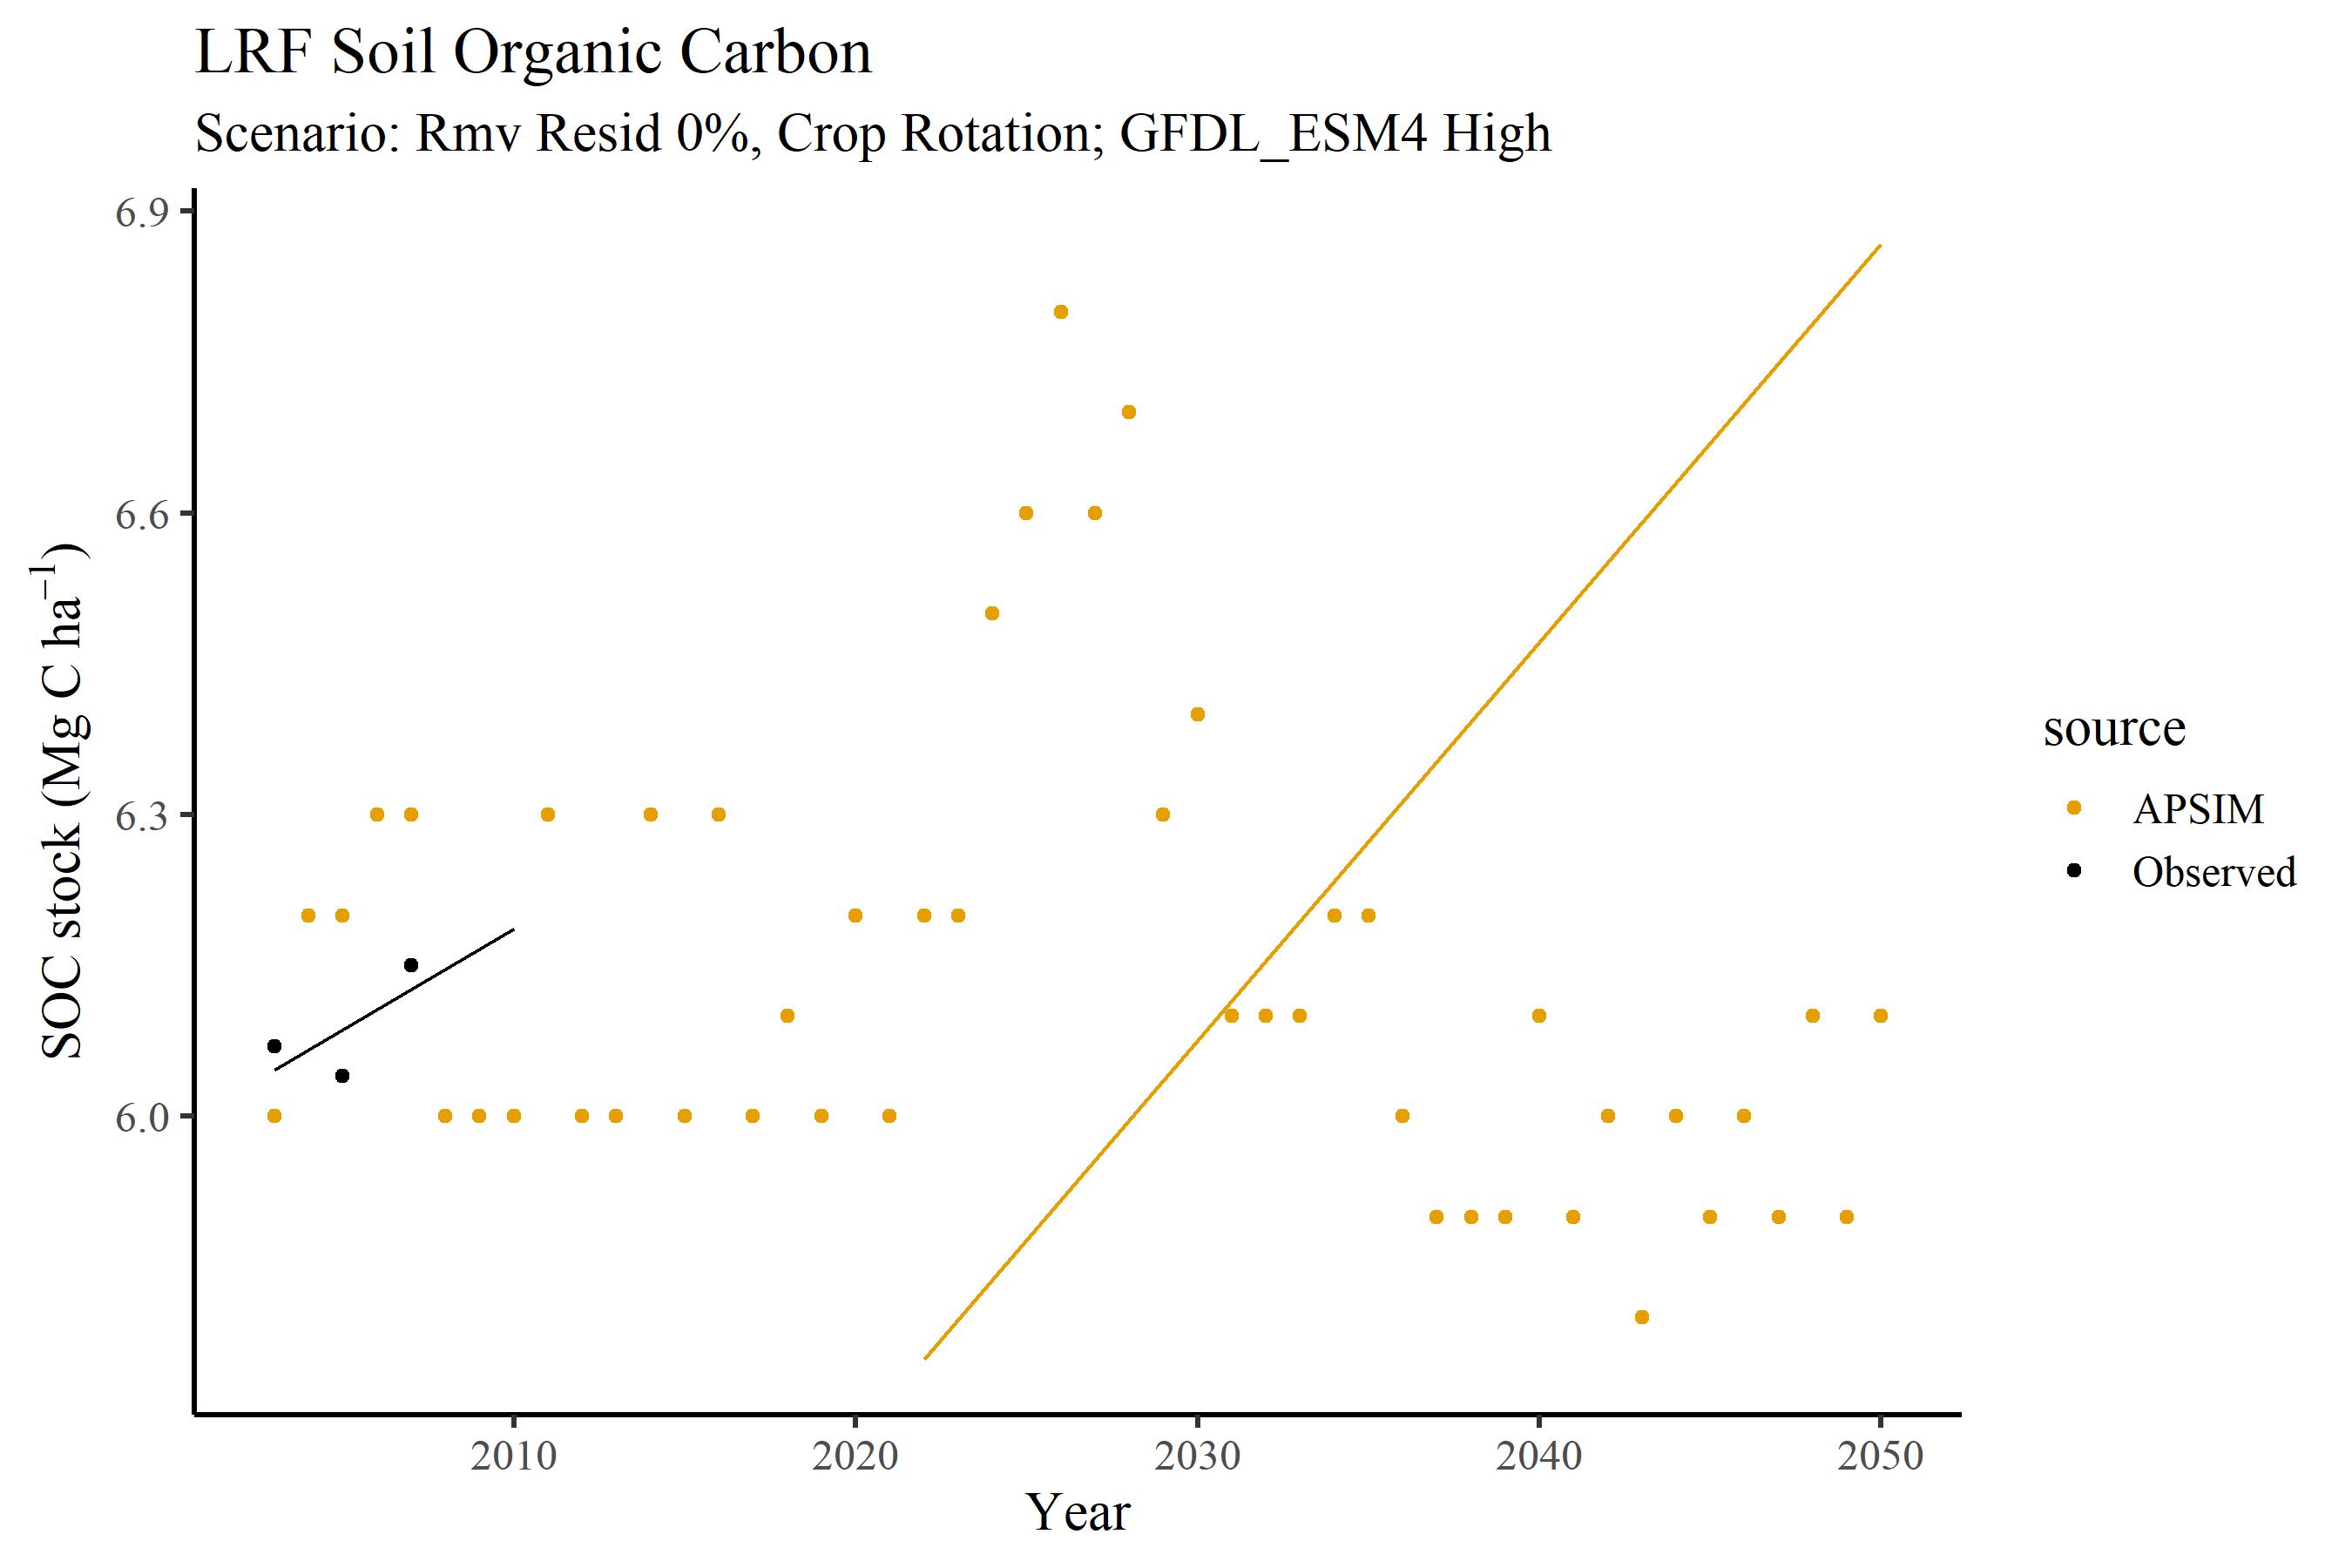 LRF Soil Organic Carbon
Scenario: Rmv Resid 0%, Crop Rotation; GFDL_ESM4 High
SOC stock (Mg C ha⁻¹)
6.9
6.6
6.3
6.0
2010 2020 2030 2040 2050
Year
source
APSIM
Observed